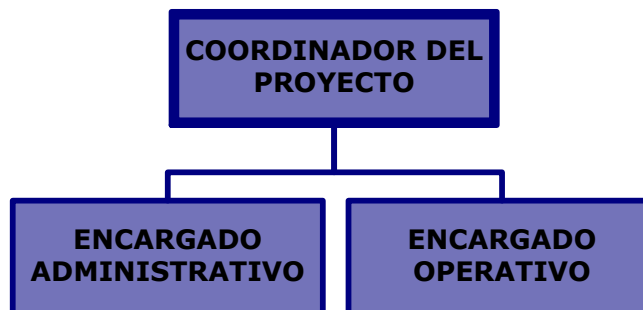 COORDINADOR DEL
PROYECTO
ENCARGADO
ADMINISTRATIVO
ENCARGADO
OPERATIVO